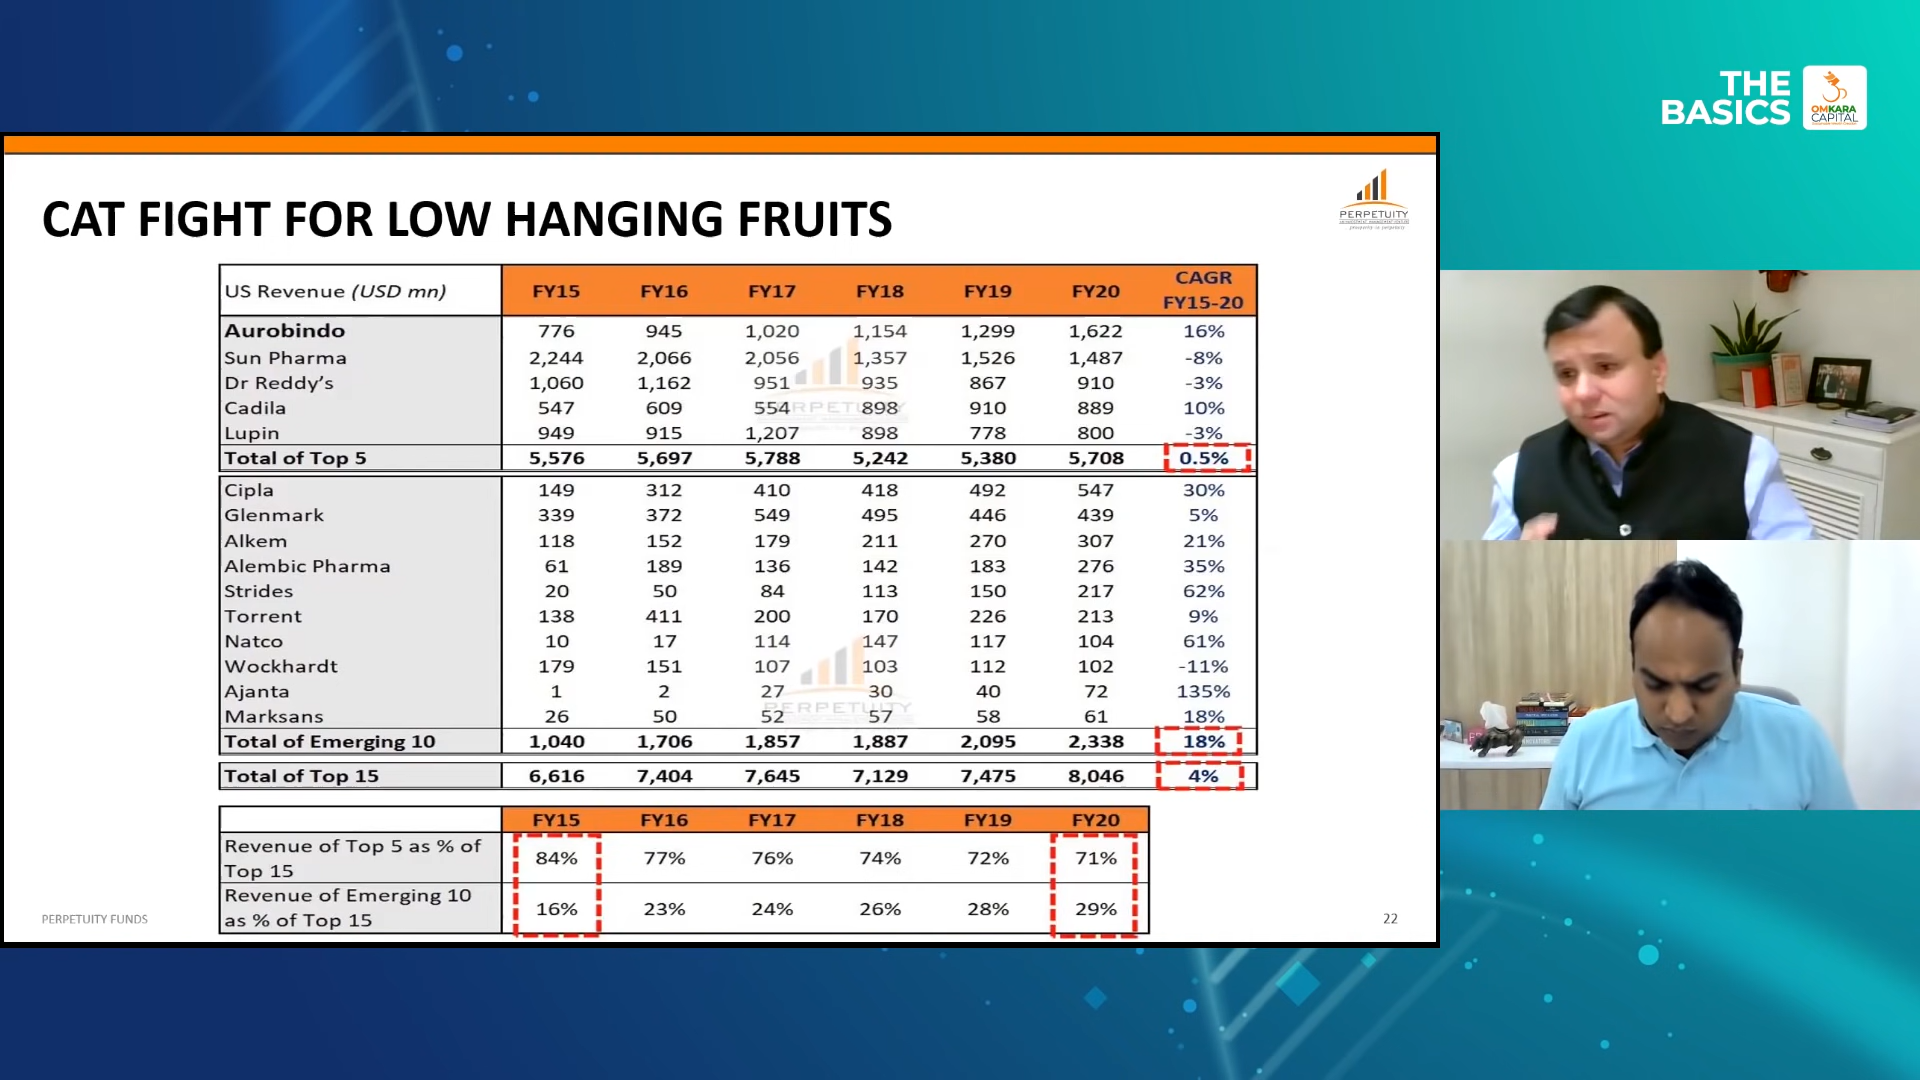 THE
BASICS
OMKARA
CAPITAL
PERPETUITY
CAT FIGHT FOR LOW HANGING FRUITS
US Revenue (USD mn) FY15 FY16 FY17 FY18 FY19 FY20 CAGR FY15-20
Aurobindo 776 945 1,020 1,154 1,299 1,622 16%
Sun Pharma 2,244 2,066 2,056 1,357 1,526 1,487 -8%
Dr Reddy’s 1,060 1,162 951 935 867 910 -3%
Cadila 547 609 554 898 910 889 10%
Lupin 949 915 1,207 898 778 800 -3%
Total of Top 5 5,576 5,697 5,788 5,242 5,380 5,708 0.5%
Cipla 149 312 410 418 492 547 30%
Glenmark 339 372 549 495 446 439 5%
Alkem 118 152 179 211 270 307 21%
Alembic Pharma 61 189 136 142 183 276 35%
Strides 20 50 84 113 150 217 62%
Torrent 138 411 200 170 226 213 9%
Natco 10 17 114 147 117 104 61%
Wockhardt 179 151 107 103 112 102 -11%
Ajanta 1 2 27 30 40 72 135%
Marksans 26 50 52 57 58 61 18%
Total of Emerging 10 1,040 1,706 1,857 1,887 2,095 2,338 18%
Total of Top 15 6,616 7,404 7,645 7,129 7,475 8,046 4%
FY15 FY16 FY17 FY18 FY19 FY20
Revenue of Top 5 as % of
Top 15 84% 77% 76% 74% 72% 71%
Revenue of Emerging 10
as % of Top 15 16% 23% 24% 26% 28% 29%
PERPETUITY
PERPETUITY
PERPETUITY FUNDS
22